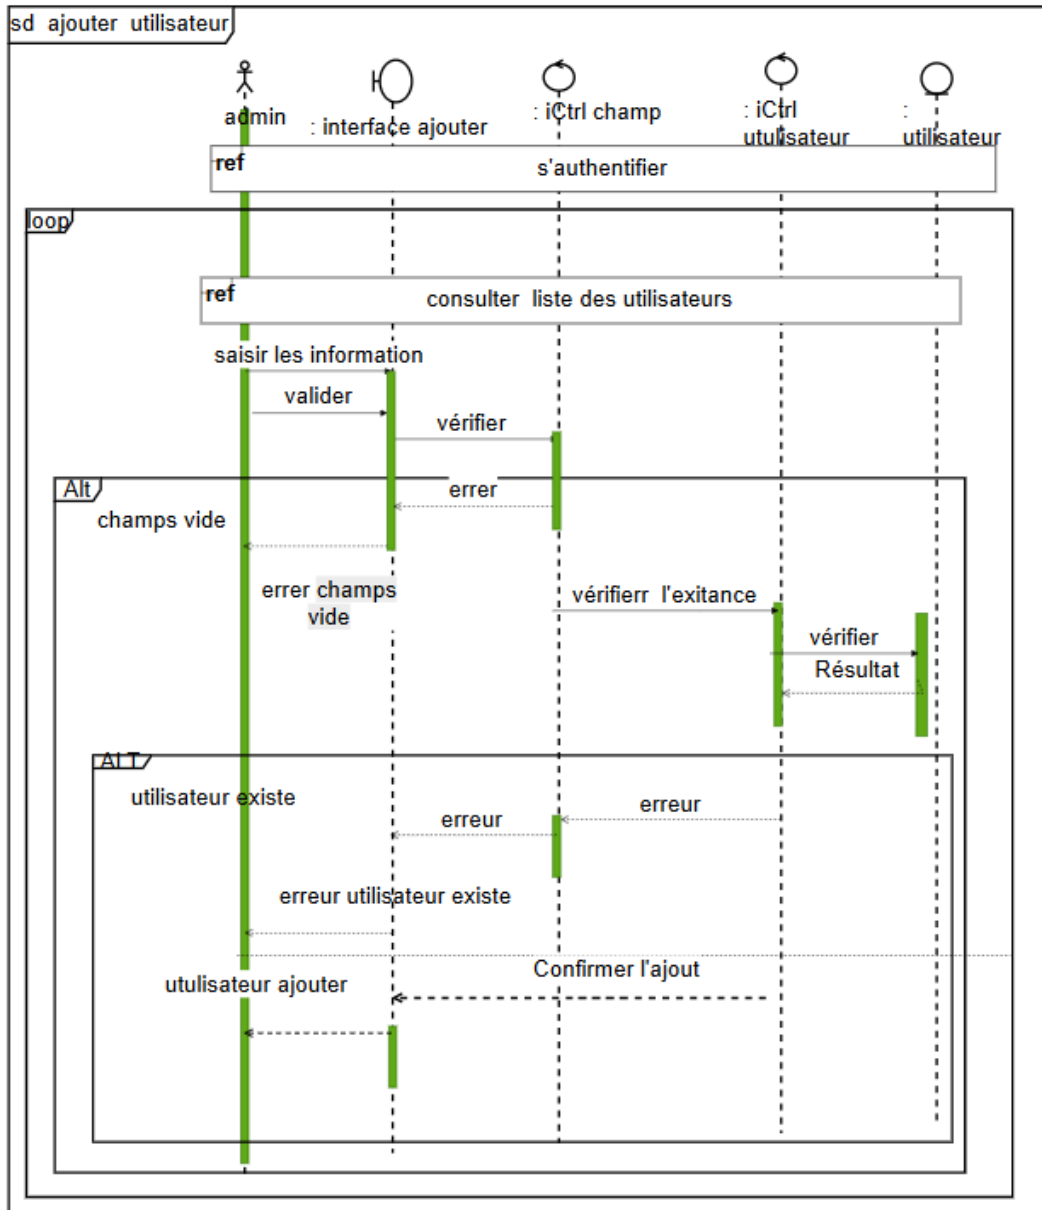 sd ajouter utilisateur
admin
: interface ajouter
: iCtrl champ
: iCtrl
utulisateur
:
utilisateur
ref
s'authentifier
loop
ref
consulter liste des utilisateurs
saisir les information
valider
vérifier
Alt
errer
champs vide
errer champs
vide
vérifierr l'exitance
vérifier
Résultat
ALT
utilisateur existe
erreur
erreur
erreur utilisateur existe
Confirmer l'ajout
utulisateur ajouter